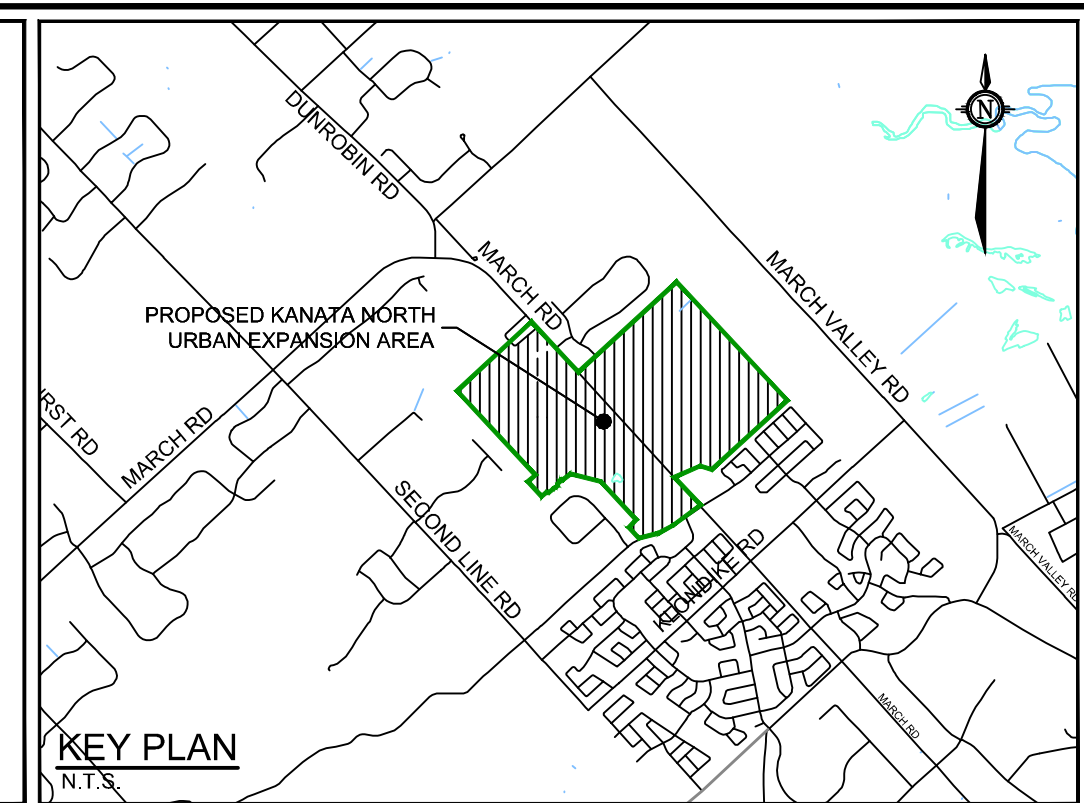 DUNROBIN RD
N
MARCH RD
MARCH VALLEY RD
PROPOSED KANATA NORTH
URBAN EXPANSION AREA
RST RD
MARCH RD
SECOND LINE RD
KLONDIKE RD
MARCH VALLEY RD
MARCH RD
KEY PLAN
N.T.S.